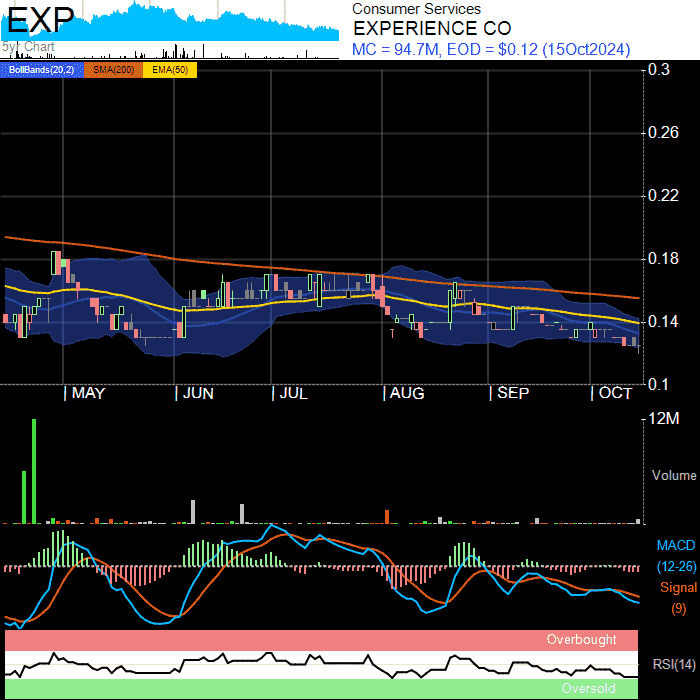 EXP
5yr Chart
Consumer Services
EXPERIENCE CO
MC = 94.7M, EOD = $0.12 (15Oct2024)
BollBands(20,2) SMA(200) EMA(50)
0.3
0.26
0.22
0.18
0.14
0.1
| MAY | JUN | JUL | AUG | SEP | OCT
12M
Volume
MACD
(12-26)
Signal
(9)
Overbought
RSI(14)
Oversold